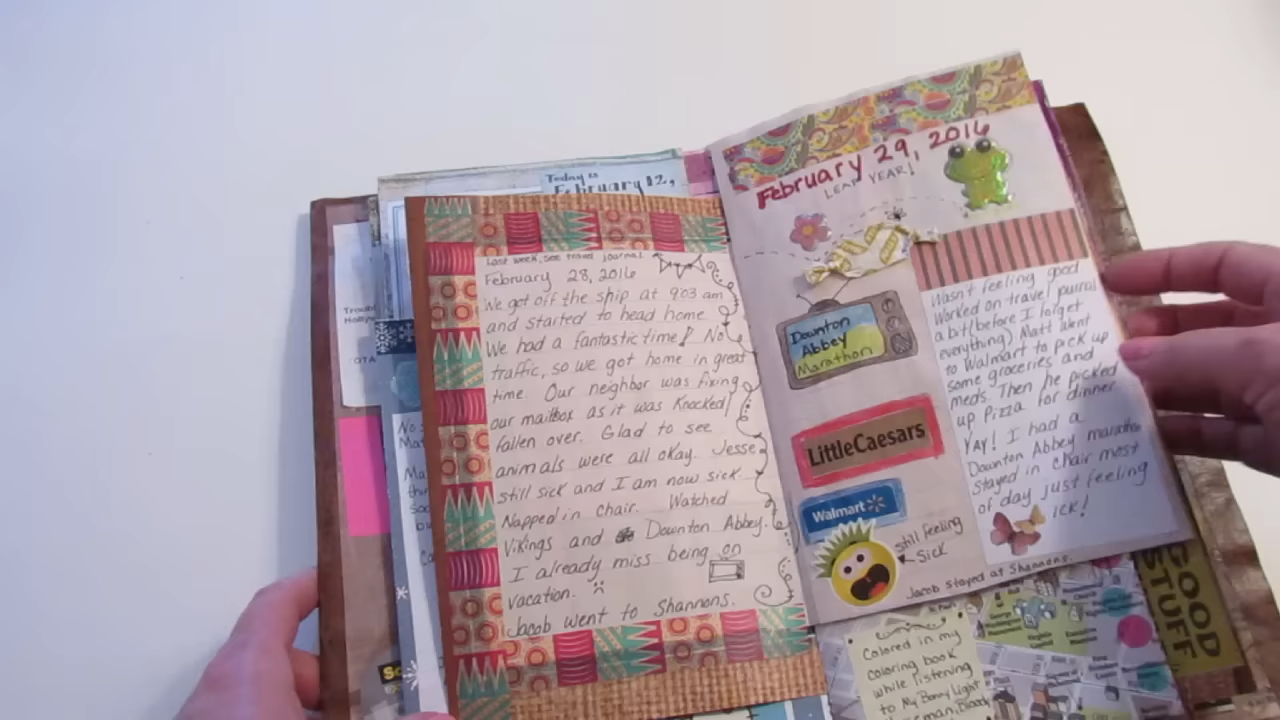 Today is
February 12,
Last week, see travel journal.
February 28, 2016
We got off the ship at 9:03 am
and started to head home
We had a fantastic time! No
traffic, so we got home in great
time. Our neighbor was fixing
our mailbox as it was knocked/
fallen over. Glad to see
animals were all okay. Jesse
still sick and I am now sick.
Napped in chair. Watched
Vikings and Downton Abbey.
I already miss being on
vacation.
Jacob went to Shannons.
February 29, 2016
LEAP YEAR!
Downton
Abbey
Marathon
LittleCaesars
Walmart
still feeling
sick
Wasn't feeling good
Worked on travel journal
a bit (before I forget
everything). Matt went
to Walmart to pick up
some groceries and
meds. Then he picked
up Pizza for dinner
YAY! I had a
Downton Abbey marathon
Stayed in chair most
of day just feeling
ick!
Jacob stayed at Shannons.
GOOD
STUFF
Colored in my
coloring book
while listening
to My Bonny Light
Horseman, Bloody